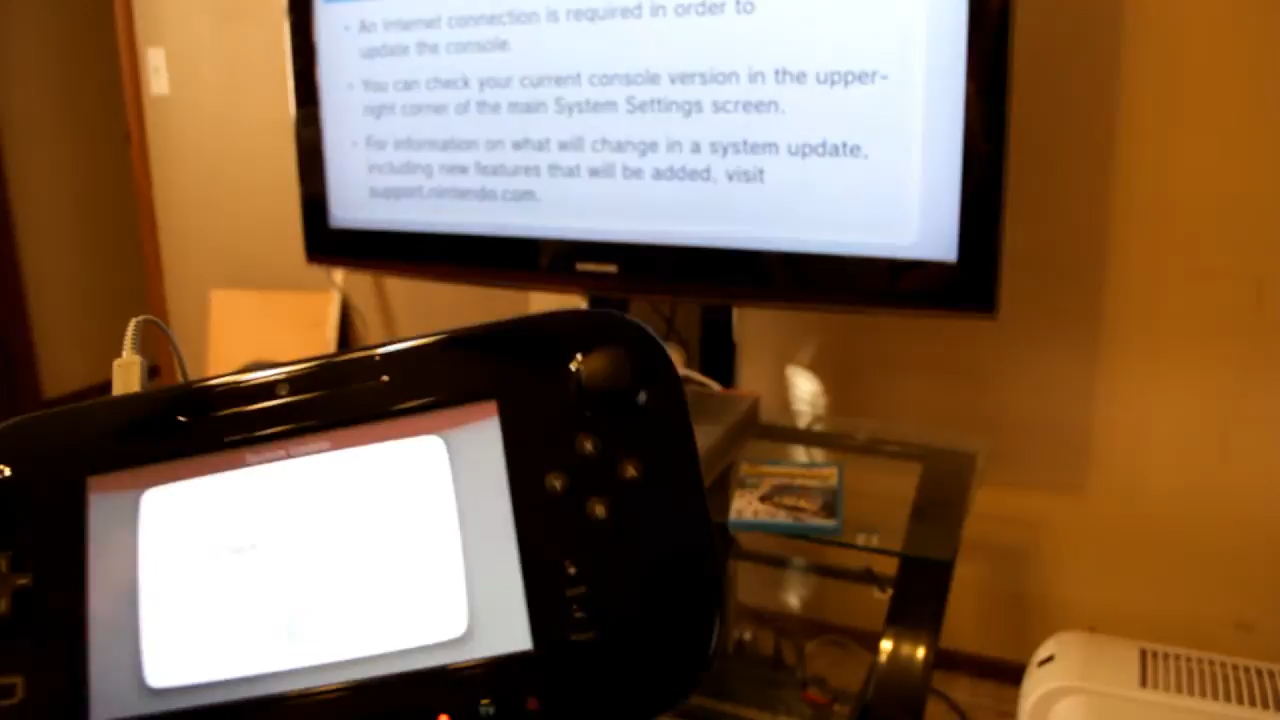 • An Internet connection is required in order to
update the console.
• You can check your current console version in the upper-
right corner of the main System Settings screen.
• For information on what will change in a system update,
including new features that will be added, visit
support.nintendo.com.